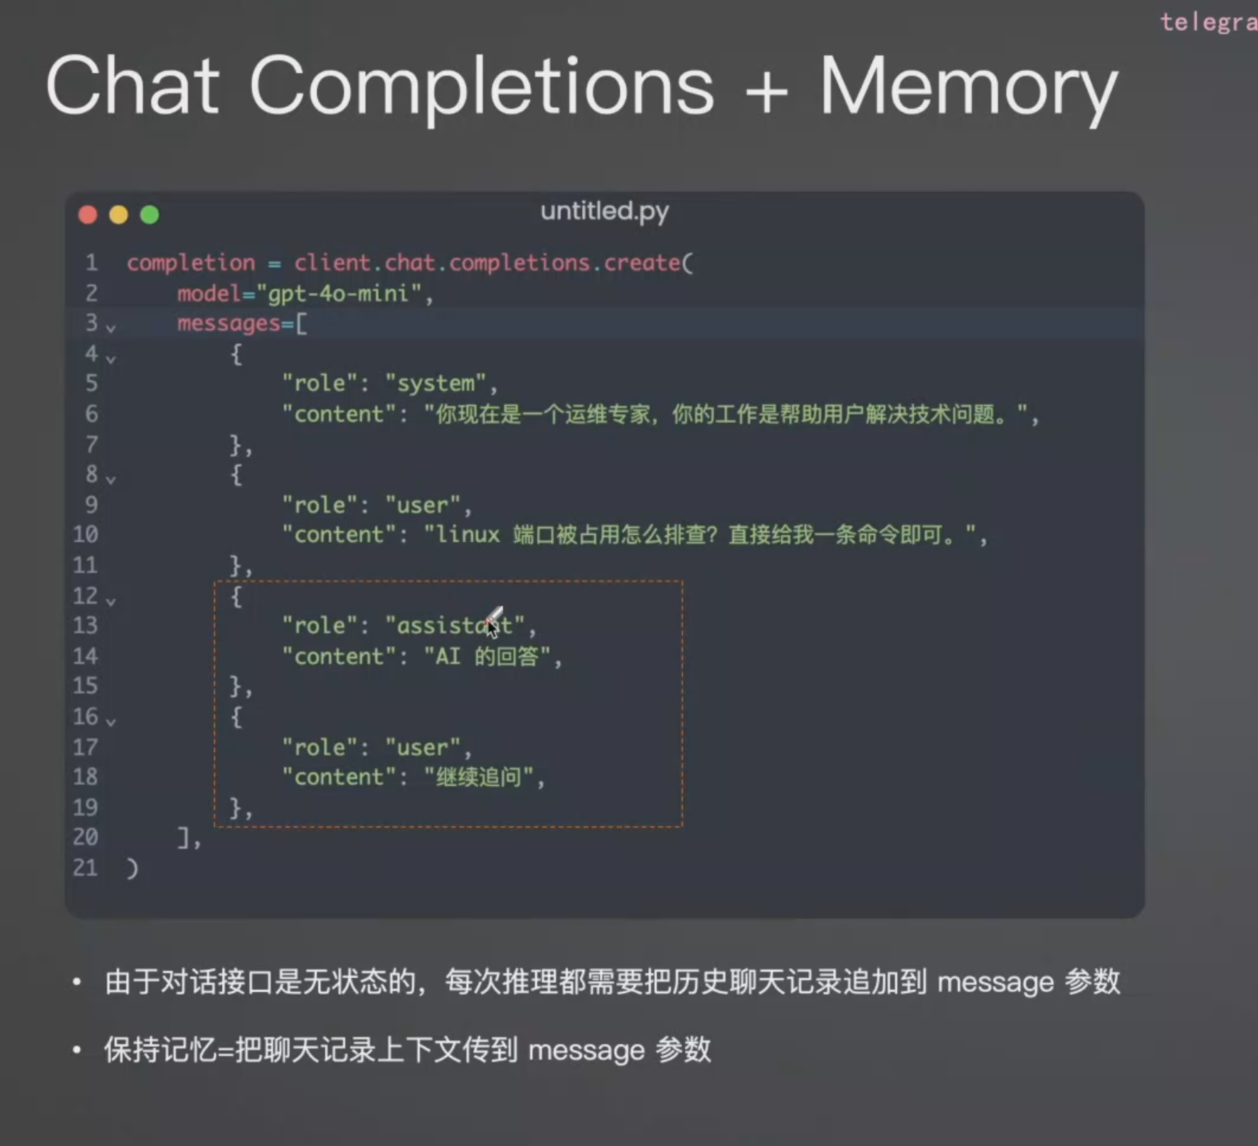 telegra
Chat Completions + Memory
untitled.py
1 completion = client.chat.completions.create(
2     model="gpt-4o-mini",
3     messages=[
4         {
5             "role": "system",
6             "content": "你现在是一个运维专家，你的工作是帮助用户解决技术问题。",
7         },
8         {
9             "role": "user",
10             "content": "linux 端口被占用怎么排查？直接给我一条命令即可。",
11         },
12         {
13             "role": "assistant",
14             "content": "AI 的回答",
15         },
16         {
17             "role": "user",
18             "content": "继续追问",
19         },
20     ],
21 )
• 由于对话接口是无状态的，每次推理都需要把历史聊天记录追加到 message 参数
• 保持记忆=把聊天记录上下文传到 message 参数